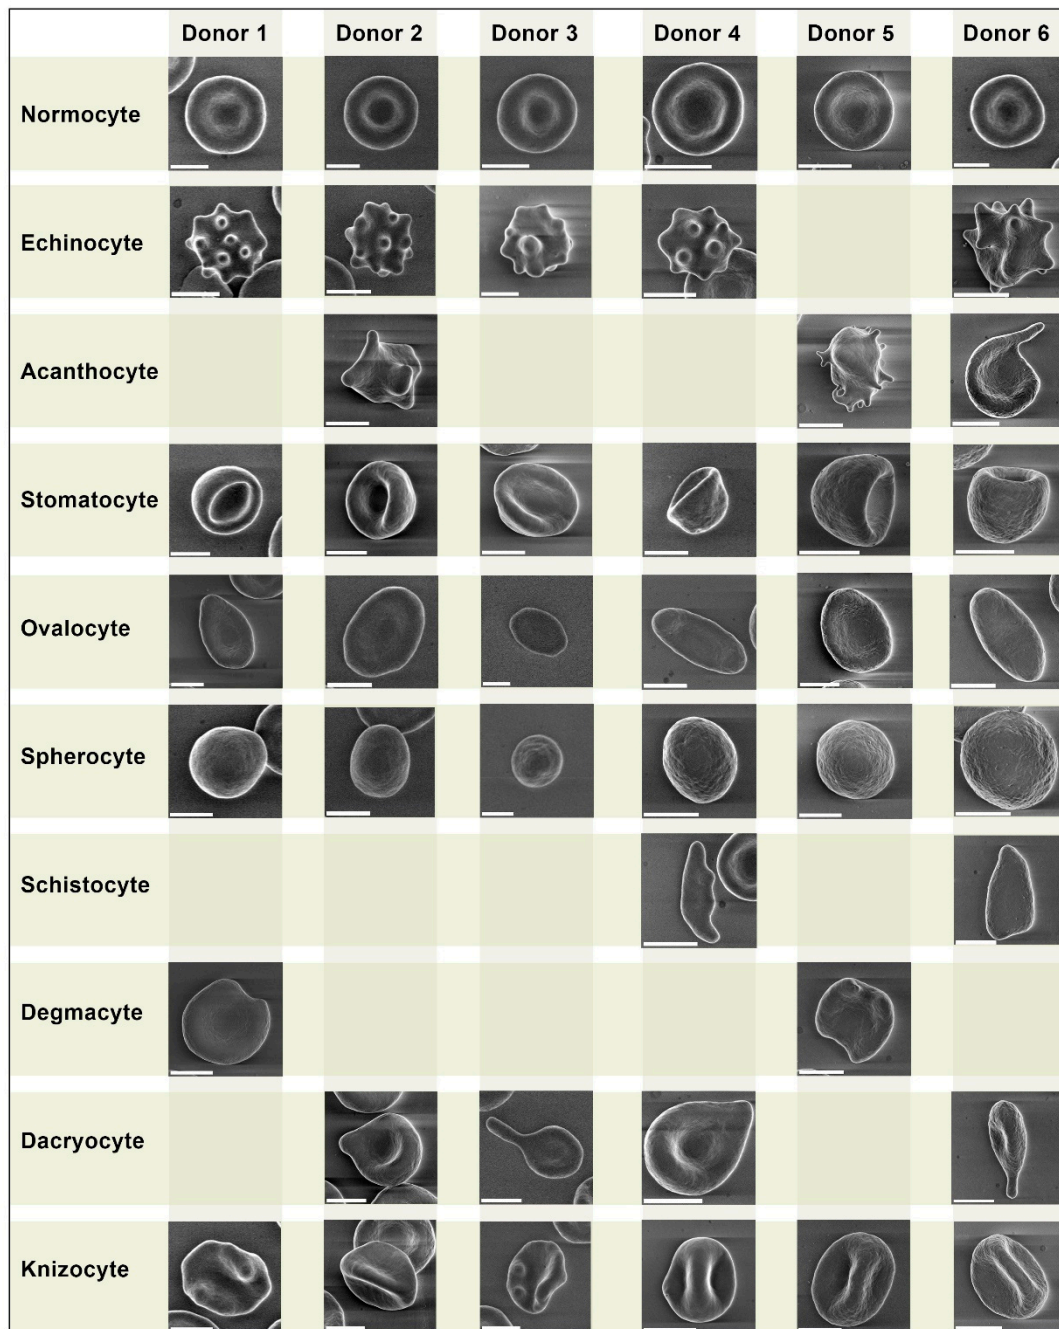 Donor 1 Donor 2 Donor 3 Donor 4 Donor 5 Donor 6
Normocyte
Echinocyte
Acanthocyte
Stomatocyte
Ovalocyte
Spherocyte
Schistocyte
Degmacyte
Dacryocyte
Knizocyte